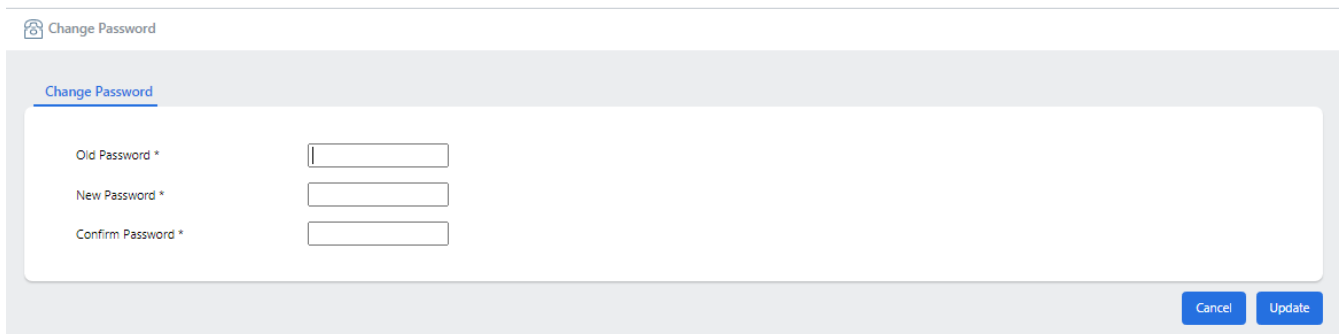 Change Password
Change Password
Old Password *
New Password *
Confirm Password *
Cancel Update